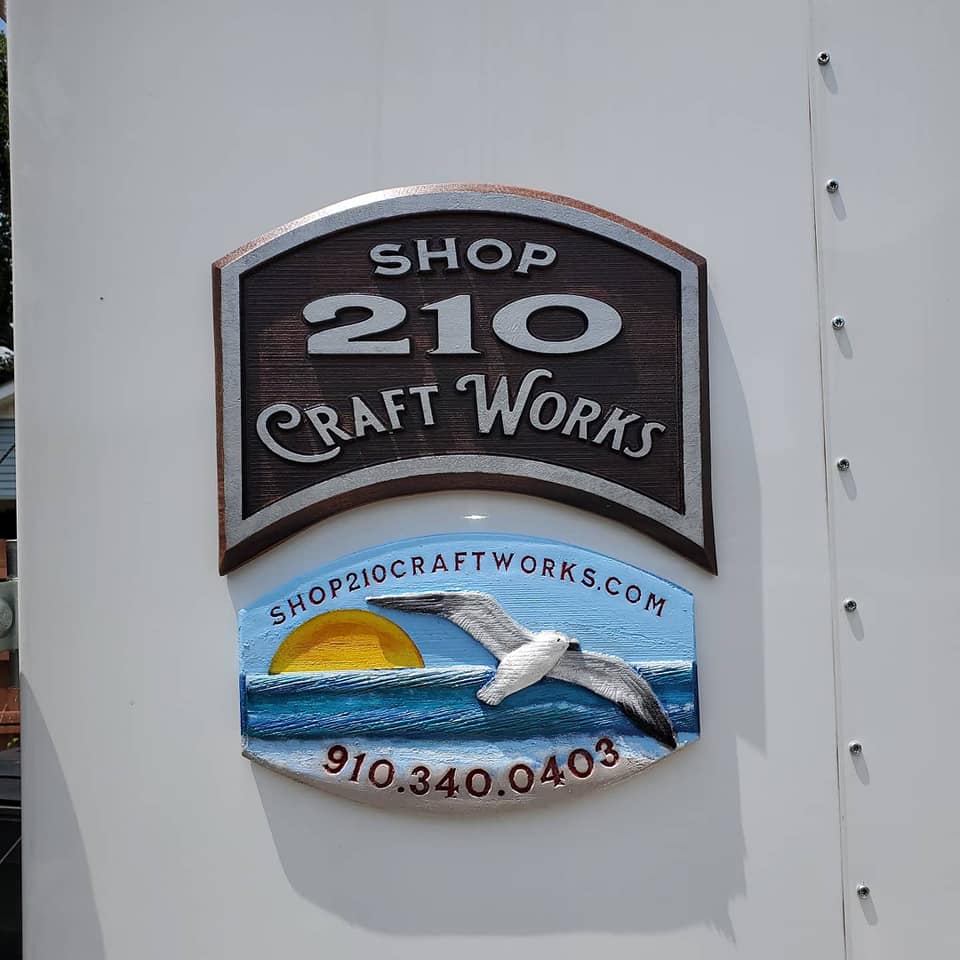 SHOP
210
CRAFT WORKS
SHOP210CRAFTWORKS.COM
910.340.0403